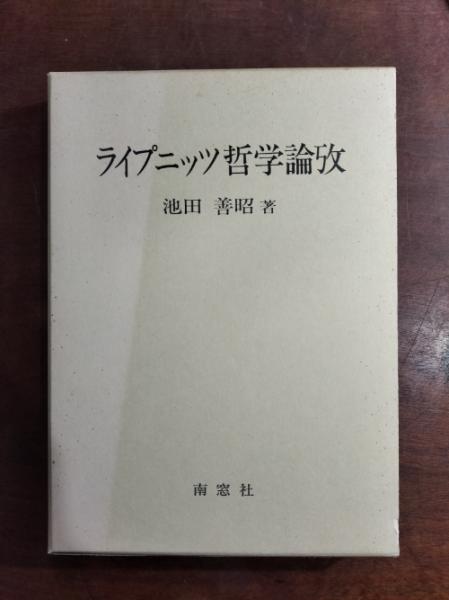 ライプニッツ哲学論攷
池田 善昭 著
南窓社